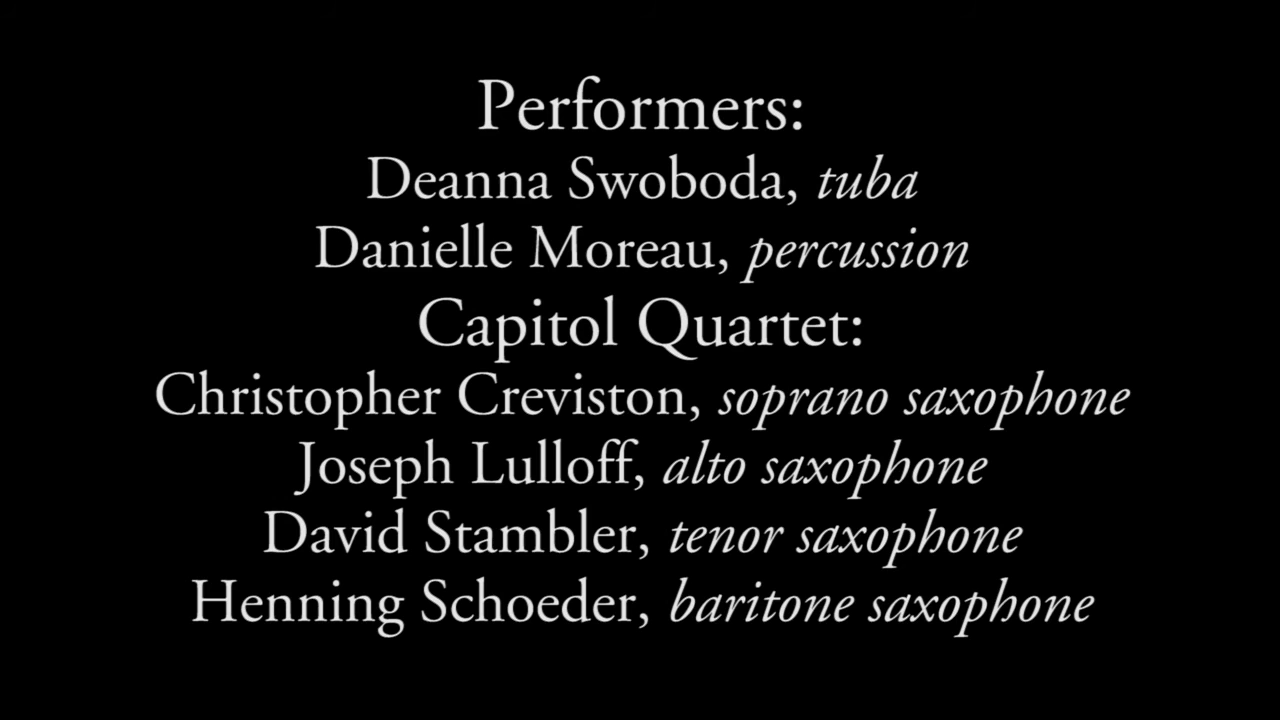 Performers:
Deanna Swoboda, tuba
Danielle Moreau, percussion
Capitol Quartet:
Christopher Creviston, soprano saxophone
Joseph Lulloff, alto saxophone
David Stambler, tenor saxophone
Henning Schoeder, baritone saxophone